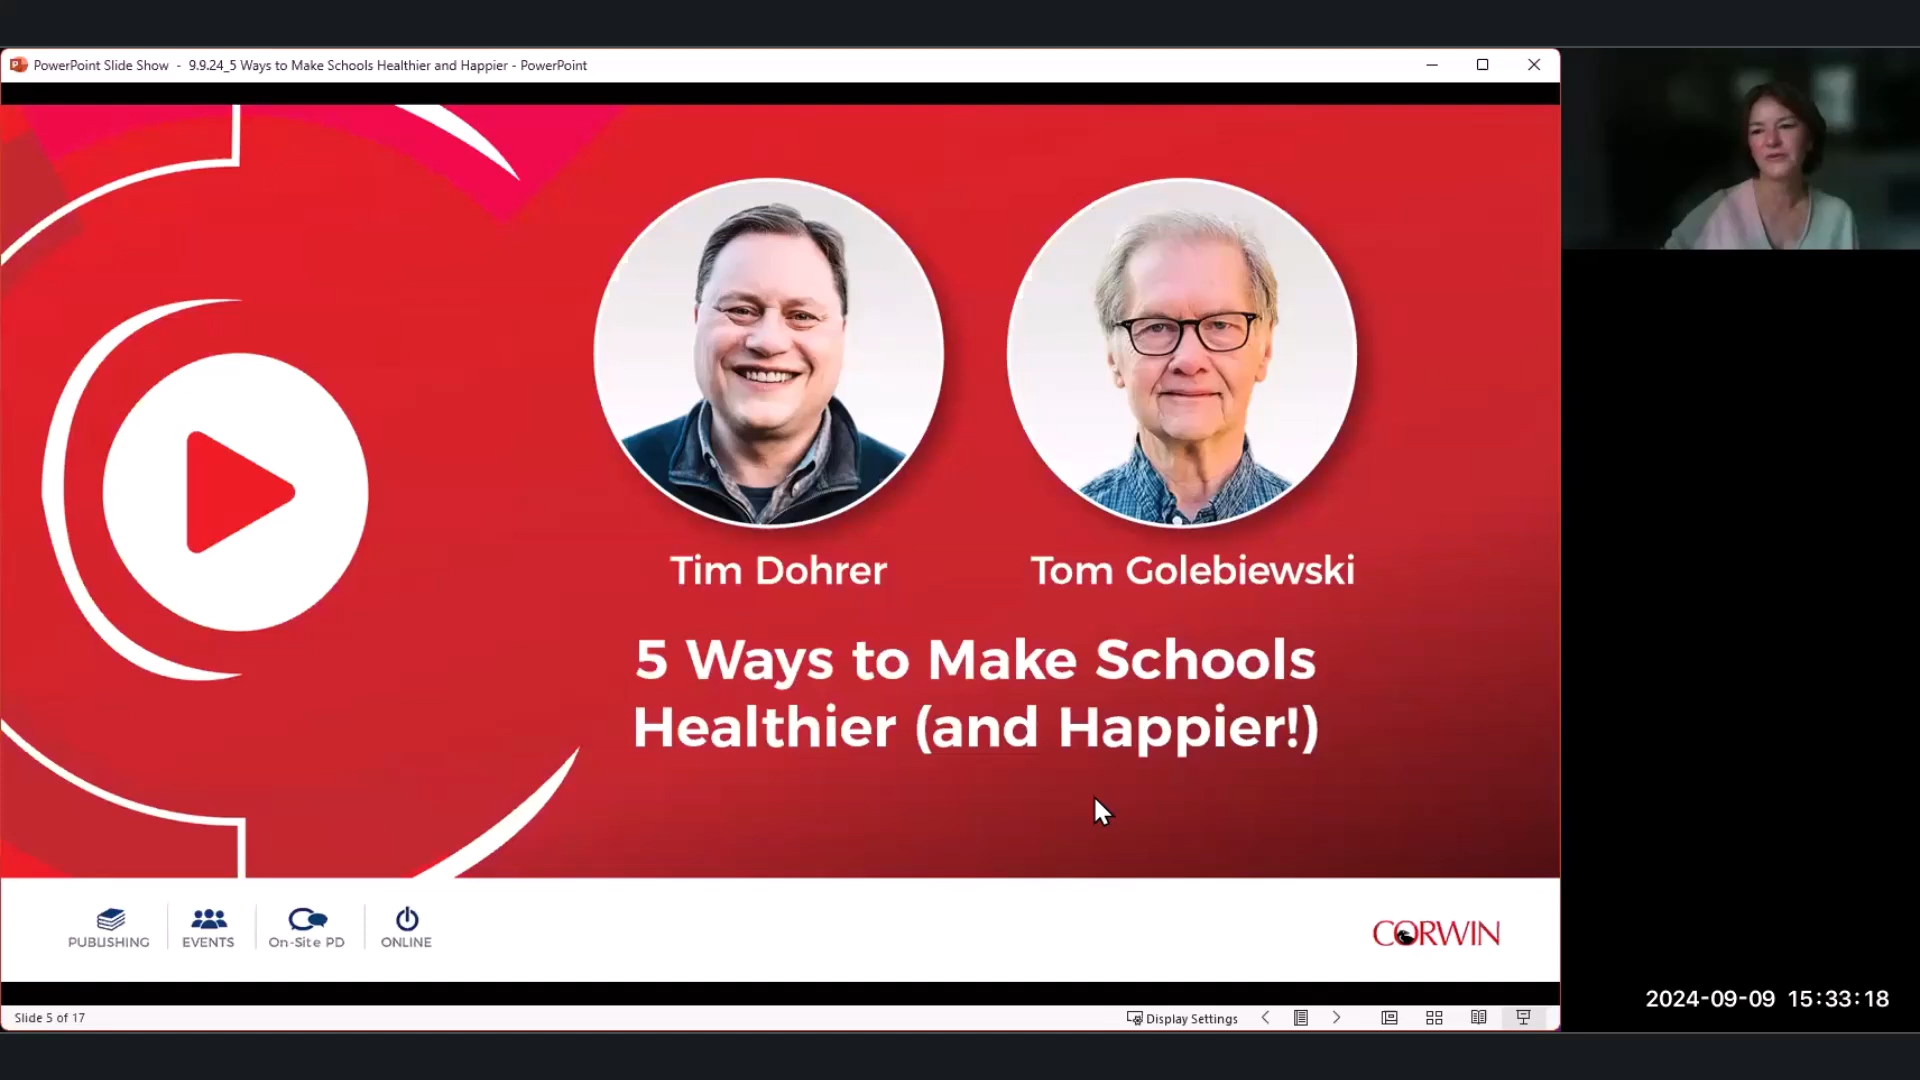 PowerPoint Slide Show - 9.9.24_5 Ways to Make Schools Healthier and Happier - PowerPoint
Tim Dohrer
Tom Golebiewski
5 Ways to Make Schools
Healthier (and Happier!)
PUBLISHING
EVENTS
On-Site PD
ONLINE
CORWIN
2024-09-09 15:33:18
Slide 5 of 17
Display Settings